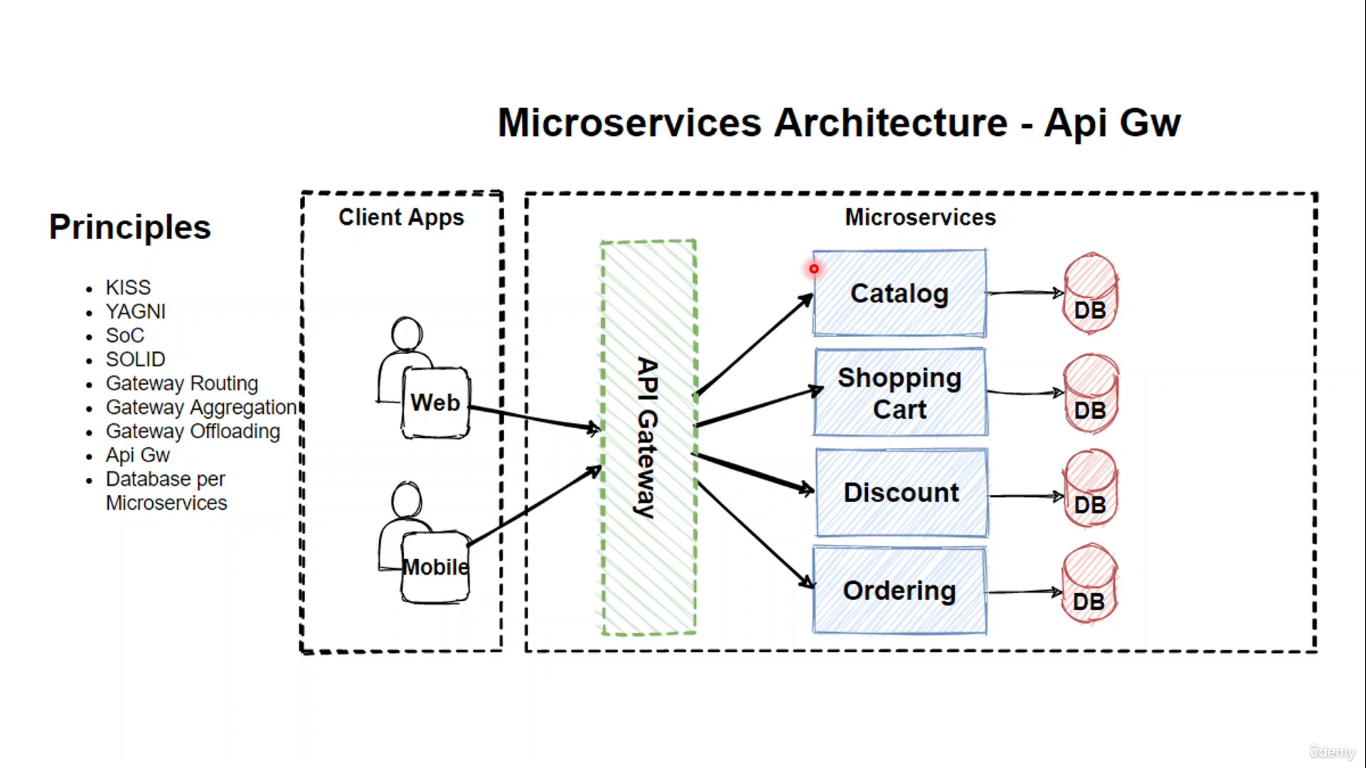 Microservices Architecture - Api Gw
Principles
KISS
YAGNI
SoC
SOLID
Gateway Routing
Gateway Aggregation
Gateway Offloading
Api Gw
Database per
Microservices
Client Apps
Web
Mobile
Microservices
API Gateway
Catalog
DB
Shopping
Cart
DB
Discount
DB
Ordering
DB
ûdemy